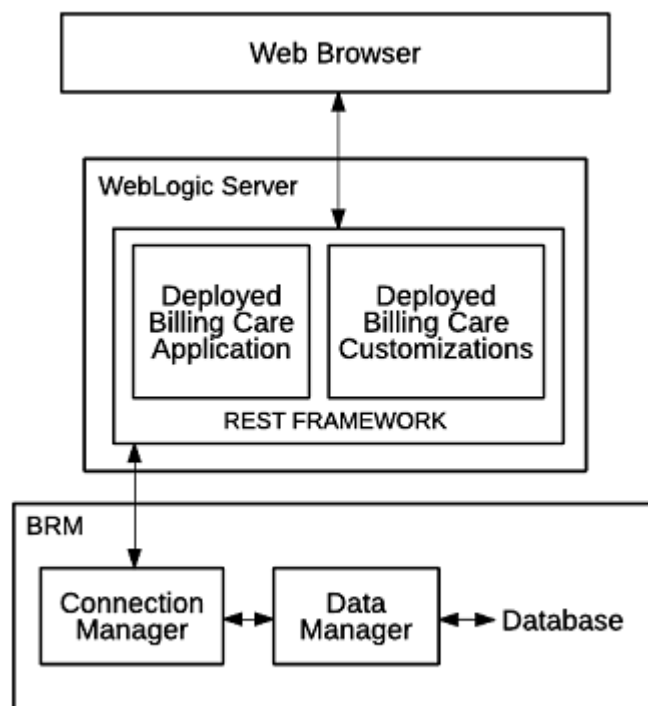 Web Browser
WebLogic Server
Deployed
Billing Care
Application
Deployed
Billing Care
Customizations
REST FRAMEWORK
BRM
Connection
Manager
Data
Manager
Database